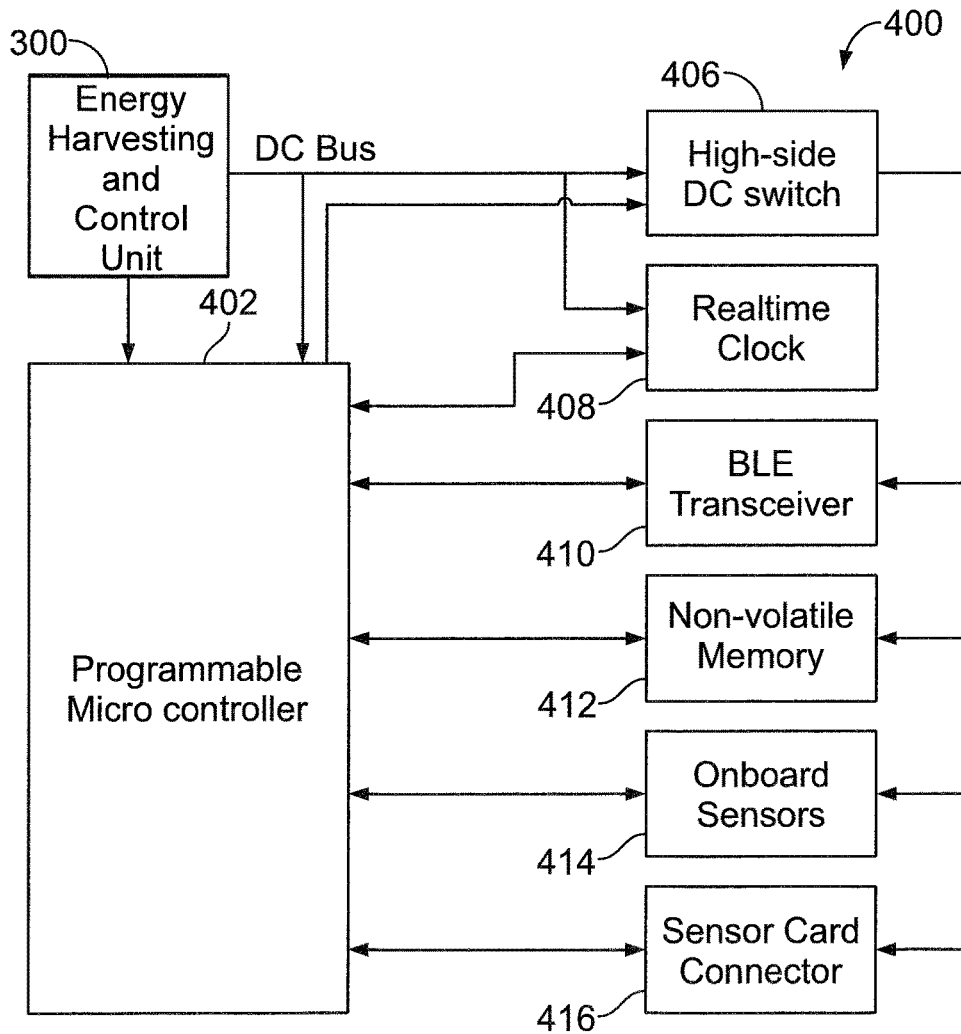 300
400
Energy
Harvesting
and
Control
Unit
DC Bus
406
High-side
DC switch
402
Realtime
Clock
408
BLE
Transceiver
410
Programmable
Micro controller
Non-volatile
Memory
412
Onboard
Sensors
414
Sensor Card
Connector
416